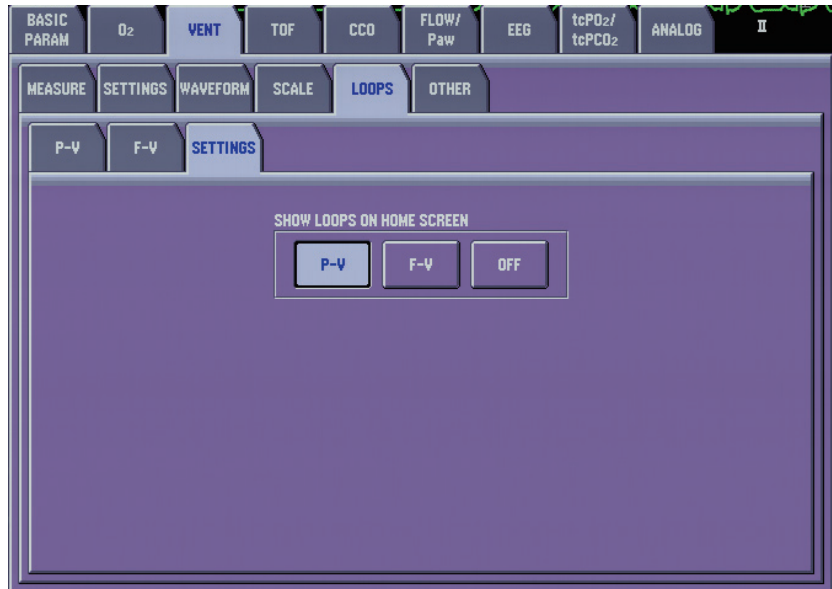 BASIC PARAM O2 VENT TOF CCO FLOW/ Paw EEG tcPO2/ tcPCO2 ANALOG II
MEASURE SETTINGS WAVEFORM SCALE LOOPS OTHER
P-V F-V SETTINGS
SHOW LOOPS ON HOME SCREEN
P-V F-V OFF